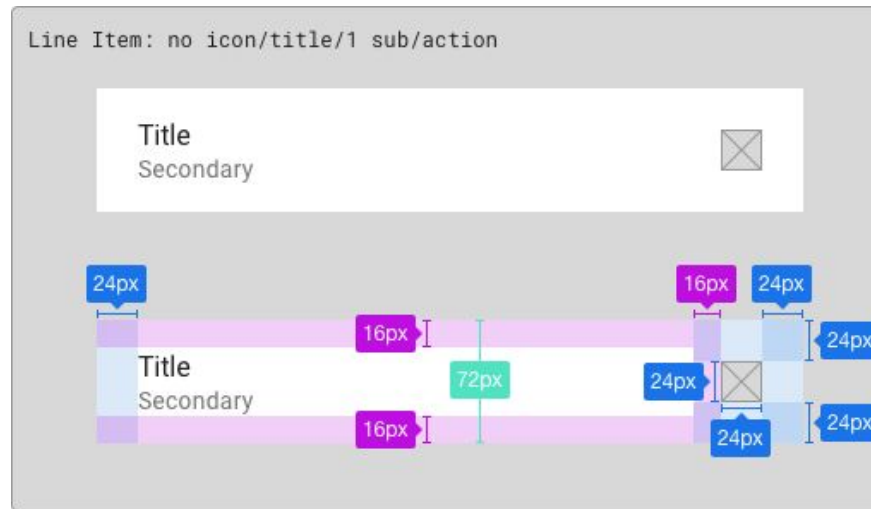 Line Item: no icon/title/1 sub/action
Title
Secondary
24px
16px
24px
16px
24px
Title
72px
24px
Secondary
16px
24px
24px